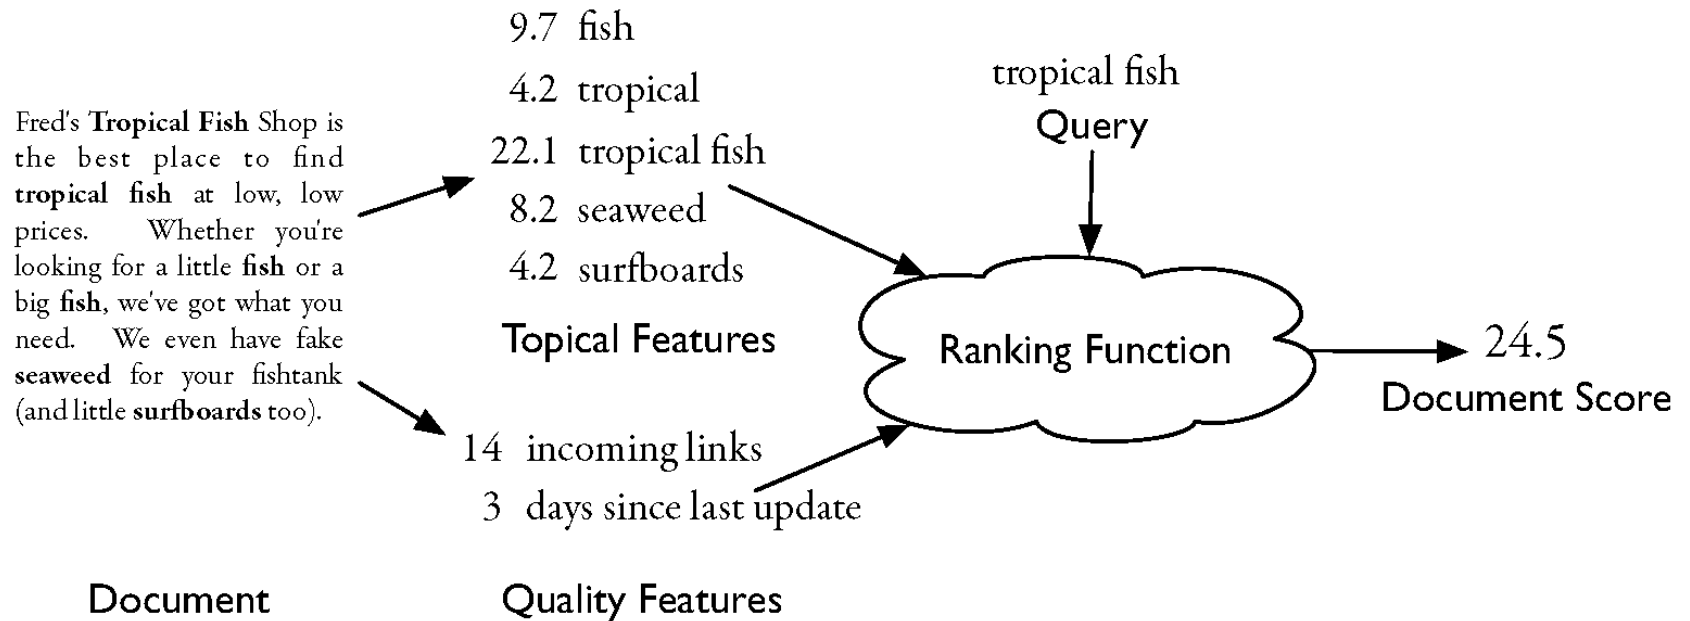 Fred's Tropical Fish Shop is
the best place to find
tropical fish at low, low
prices. Whether you're
looking for a little fish or a
big fish, we've got what you
need. We even have fake
seaweed for your fishtank
(and little surfboards too).
Document
9.7 fish
4.2 tropical
22.1 tropical fish
8.2 seaweed
4.2 surfboards
Topical Features
14 incoming links
3 days since last update
Quality Features
tropical fish
Query
Ranking Function
24.5
Document Score